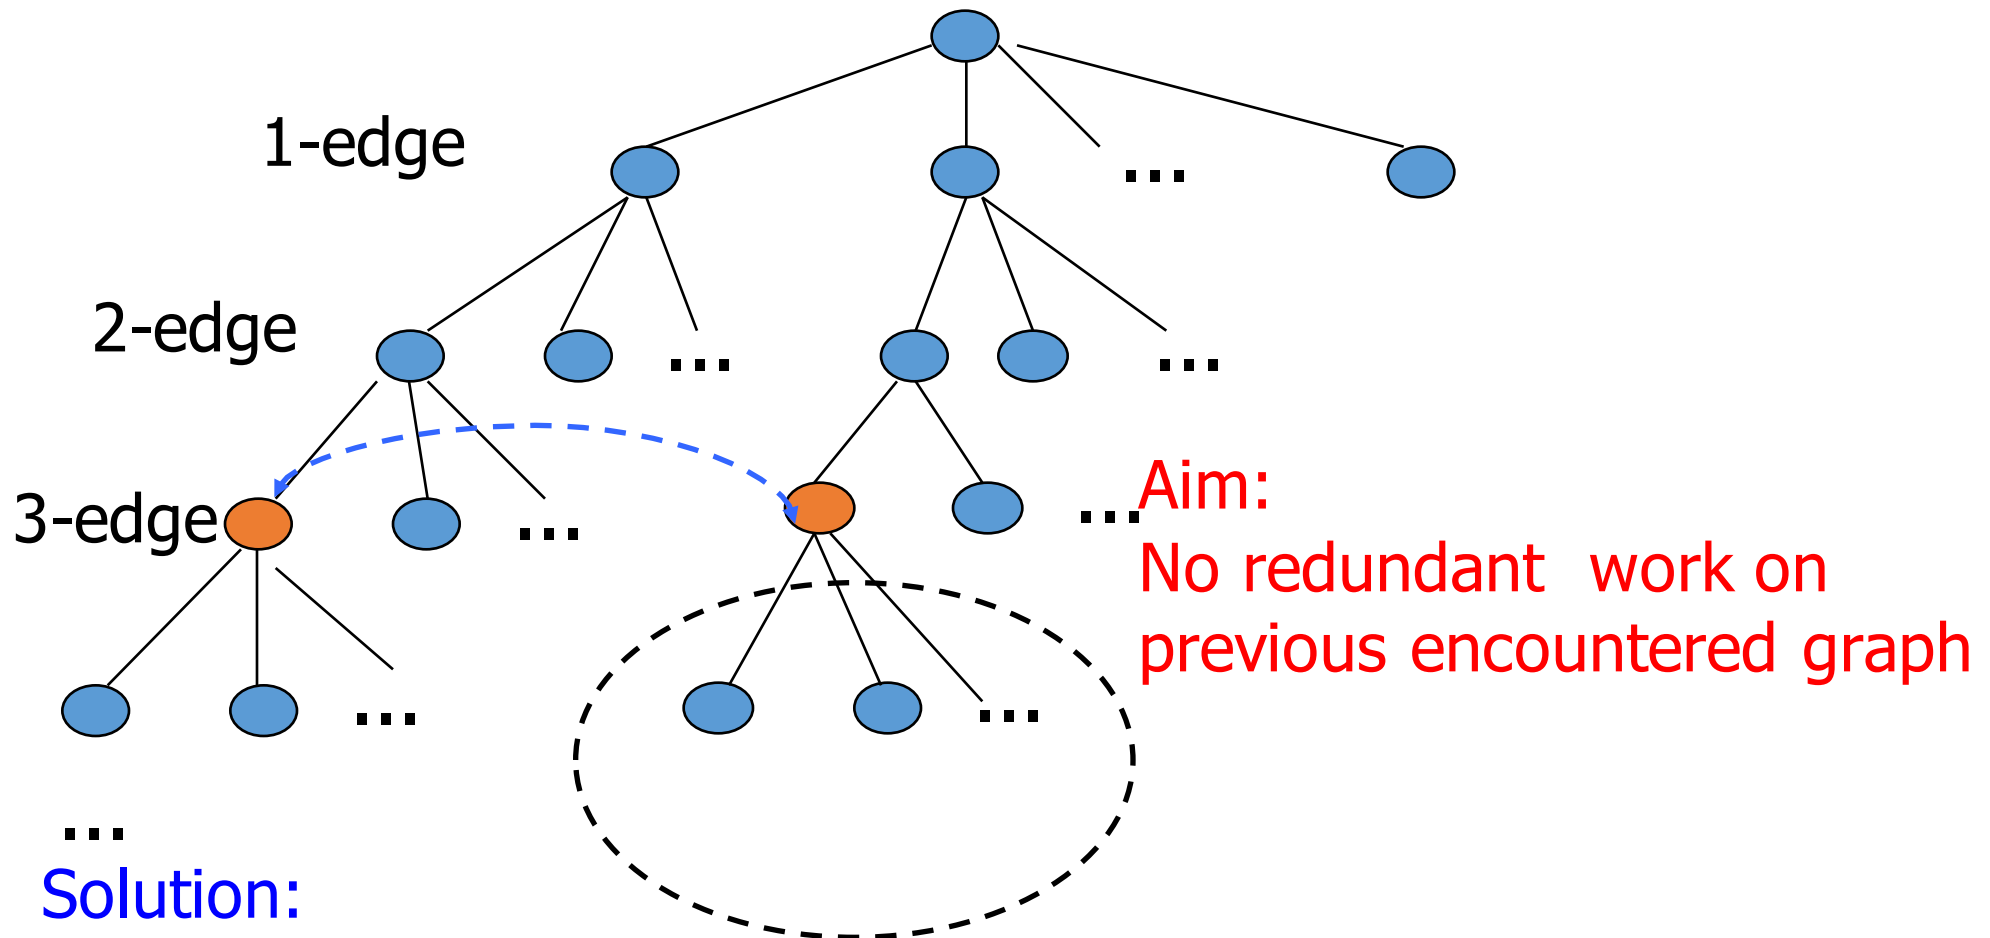 1-edge
...
2-edge
... ...
3-edge
... ...
Aim:
No redundant work on
previous encountered graph
... ...
...
Solution: